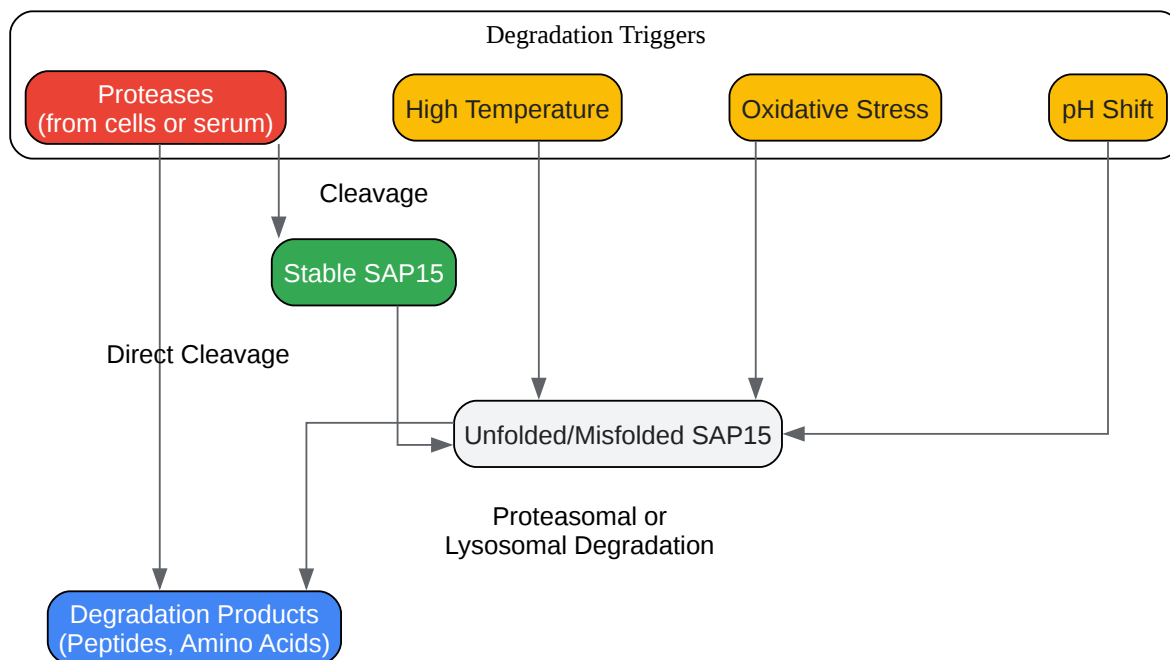 Degradation Triggers
Proteases
(from cells or serum)
High Temperature
Oxidative Stress
pH Shift
Cleavage
Stable SAP15
Direct Cleavage
Unfolded/Misfolded SAP15
Proteasomal or
Lysosomal Degradation
Degradation Products
(Peptides, Amino Acids)